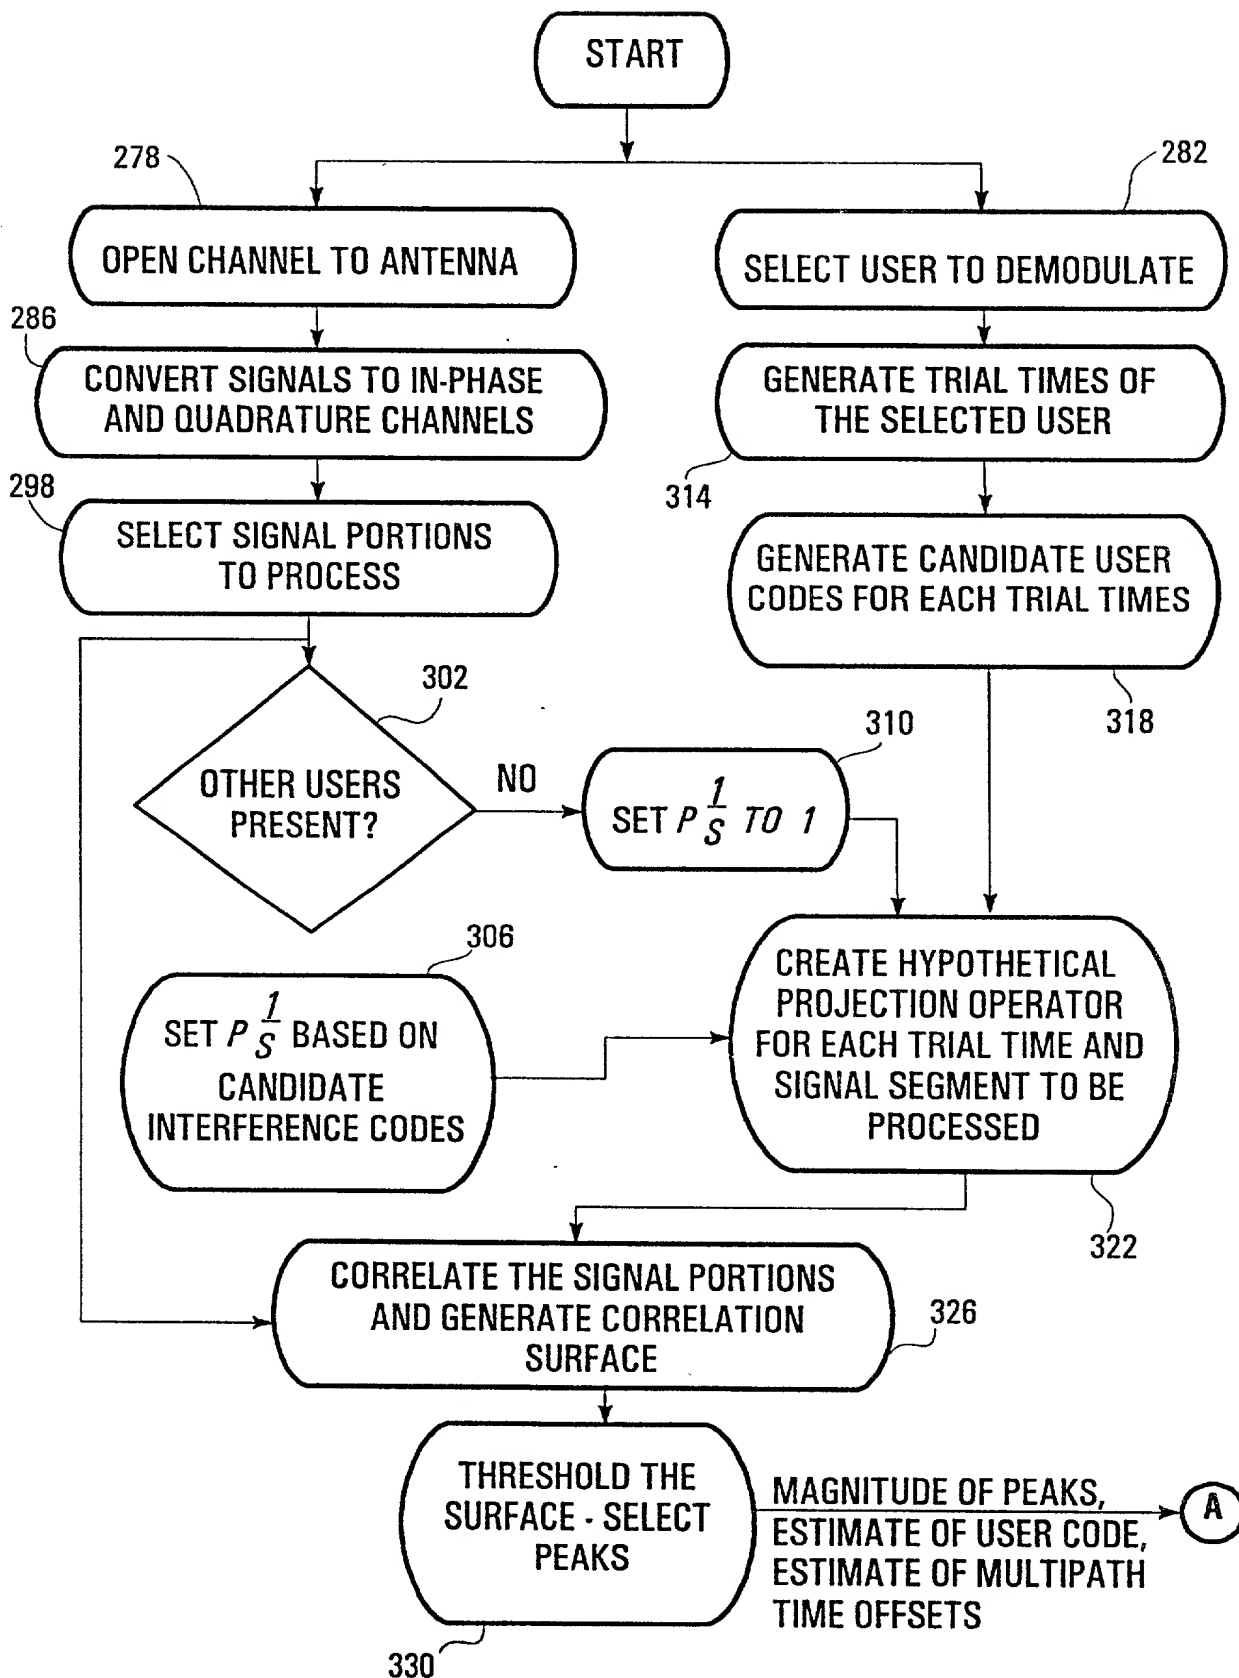 START
278
282
OPEN CHANNEL TO ANTENNA
SELECT USER TO DEMODULATE
286
CONVERT SIGNALS TO IN-PHASE
AND QUADRATURE CHANNELS
GENERATE TRIAL TIMES OF
THE SELECTED USER
298
314
SELECT SIGNAL PORTIONS
TO PROCESS
GENERATE CANDIDATE USER
CODES FOR EACH TRIAL TIMES
302
318
310
OTHER USERS
PRESENT?
NO
SET P 1/S TO 1
306
SET P 1/S BASED ON
CANDIDATE
INTERFERENCE CODES
CREATE HYPOTHETICAL
PROJECTION OPERATOR
FOR EACH TRIAL TIME AND
SIGNAL SEGMENT TO BE
PROCESSED
322
CORRELATE THE SIGNAL PORTIONS
AND GENERATE CORRELATION
SURFACE
326
THRESHOLD THE
SURFACE - SELECT
PEAKS
330
MAGNITUDE OF PEAKS,
ESTIMATE OF USER CODE,
ESTIMATE OF MULTIPATH
TIME OFFSETS
A